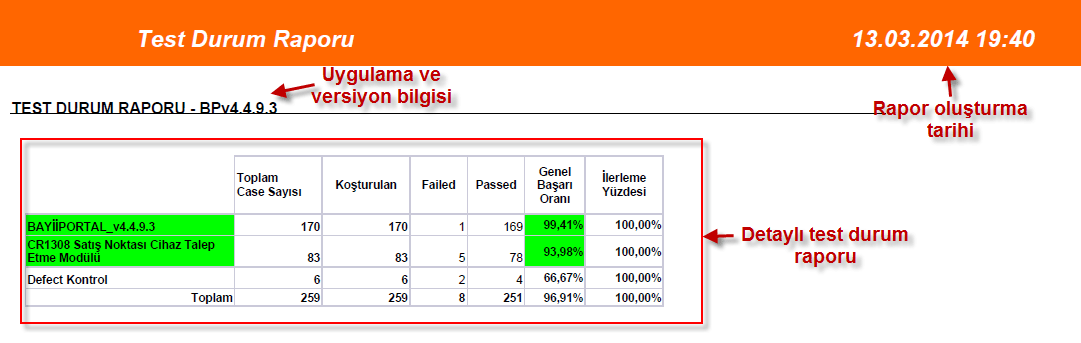 Test Durum Raporu 13.03.2014 19:40
Uygulama ve
versiyon bilgisi
TEST DURUM RAPORU - BPv4.4.9.3
Rapor oluşturma
tarihi
Toplam
Case Sayısı
Koşturulan
Failed
Passed
Genel
Başarı
Oranı
İlerleme
Yüzdesi
BAYİİPORTAL_v4.4.9.3 170 170 1 169 99,41% 100,00%
CR1308 Satış Noktası Cihaz Talep
Etme Modülü 83 83 5 78 93,98% 100,00%
Defect Kontrol 6 6 2 4 66,67% 100,00%
Toplam 259 259 8 251 96,91% 100,00%
Detaylı test durum
raporu